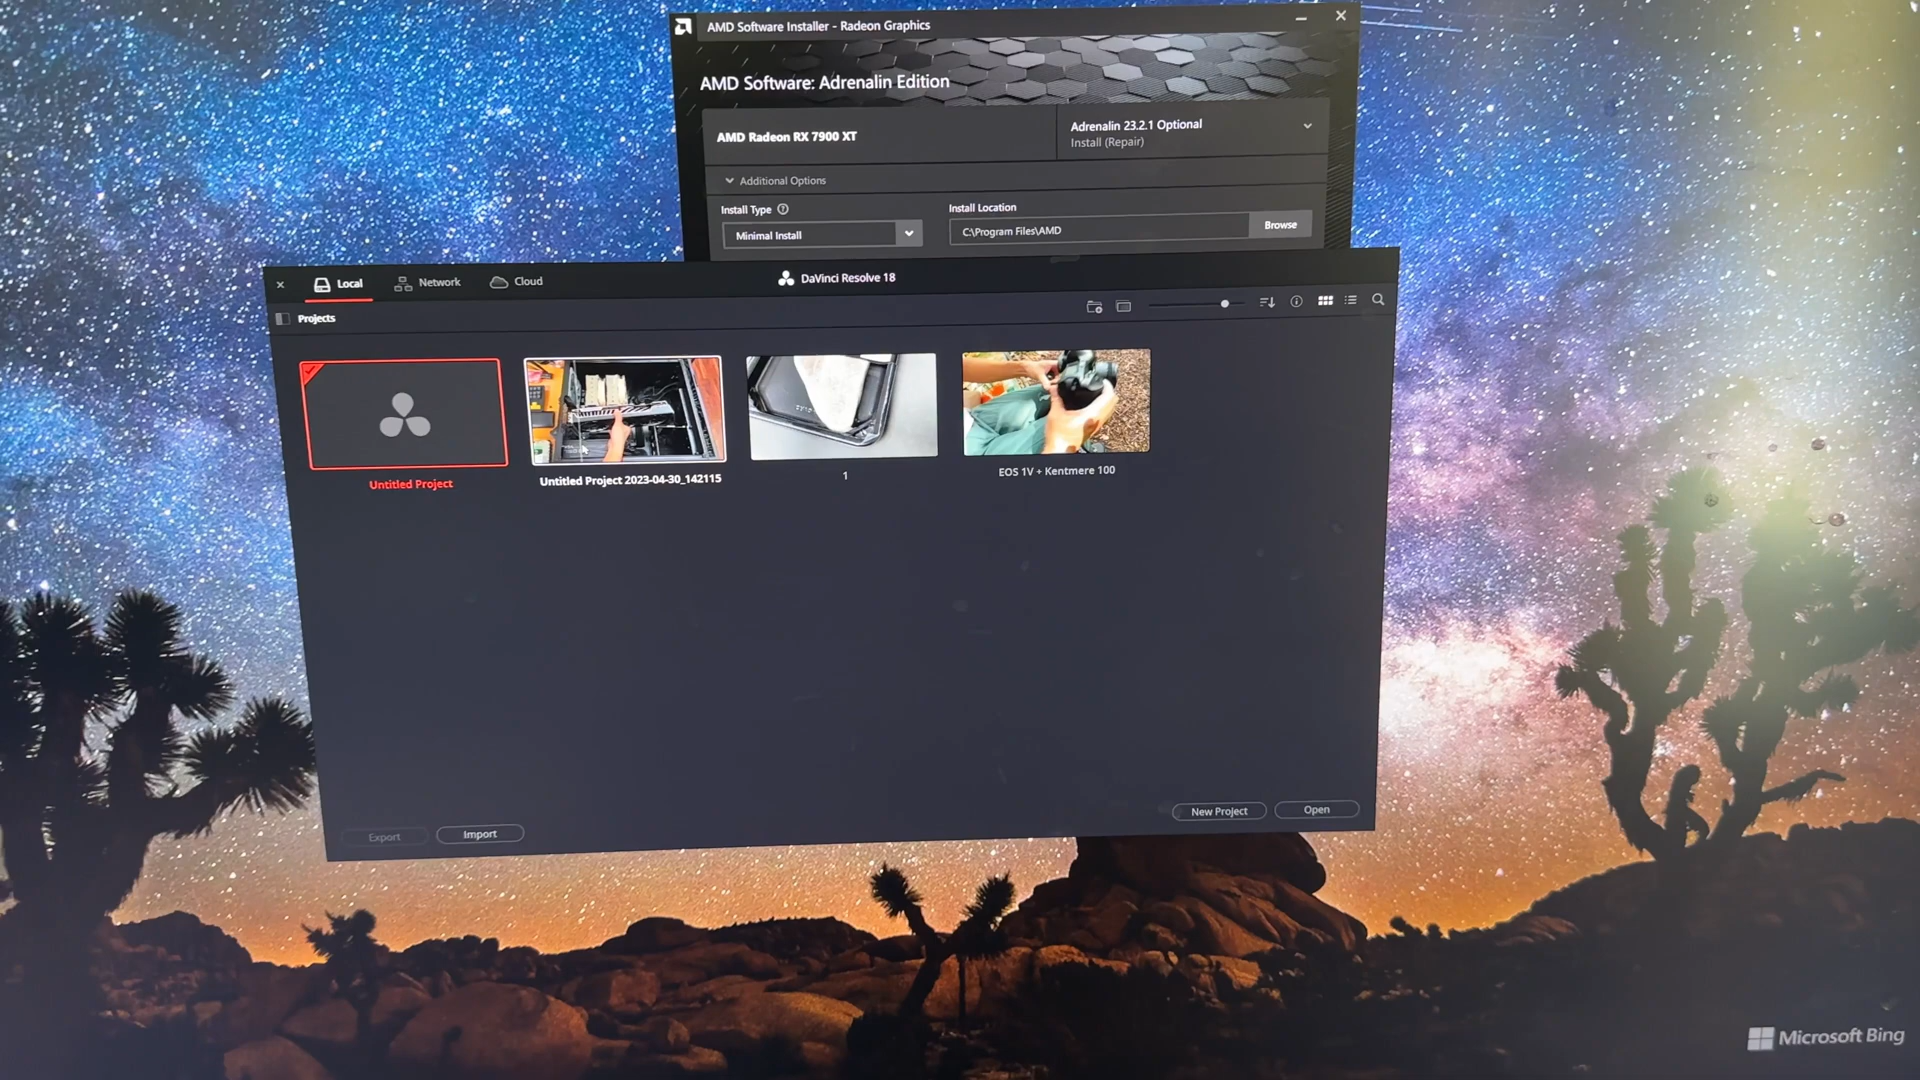 AMD Software Installer - Radeon Graphics
AMD Software: Adrenalin Edition
AMD Radeon RX 7900 XT
Adrenalin 23.2.1 Optional
Install (Repair)
Additional Options
Install Type
Install Location
Minimal Install
C:\Program Files\AMD
Browse
Local
Network
Cloud
DaVinci Resolve 18
Projects
Untitled Project
Untitled Project 2023-04-30_142115
1
EOS 1V + Kentmere 100
Export
Import
New Project
Open
Microsoft Bing